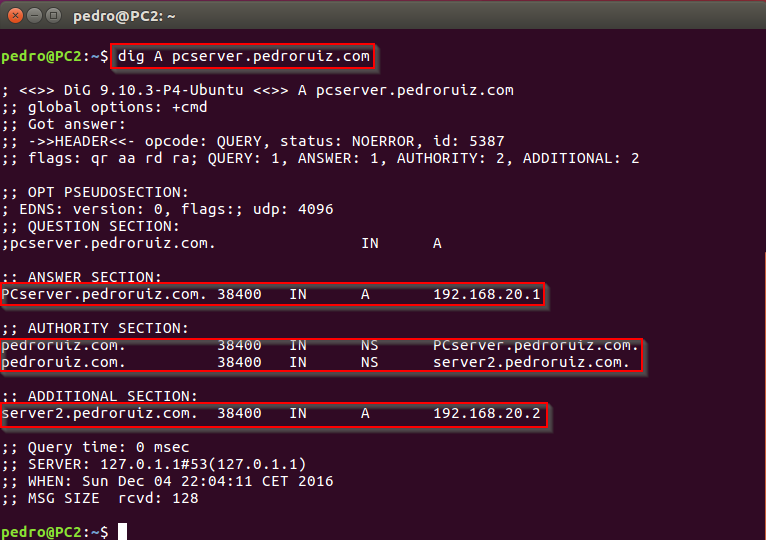 pedro@PC2: ~
pedro@PC2:~$ dig A pcserver.pedroruiz.com
; <<>> DiG 9.10.3-P4-Ubuntu <<>> A pcserver.pedroruiz.com
;; global options: +cmd
;; Got answer:
;; ->>HEADER<<- opcode: QUERY, status: NOERROR, id: 5387
;; flags: qr aa rd ra; QUERY: 1, ANSWER: 1, AUTHORITY: 2, ADDITIONAL: 2
;; OPT PSEUDOSECTION:
; EDNS: version: 0, flags:; udp: 4096
;; QUESTION SECTION:
;pcserver.pedroruiz.com. IN A
;; ANSWER SECTION:
PCserver.pedroruiz.com. 38400 IN A 192.168.20.1
;; AUTHORITY SECTION:
pedroruiz.com. 38400 IN NS PCserver.pedroruiz.com.
pedroruiz.com. 38400 IN NS server2.pedroruiz.com.
;; ADDITIONAL SECTION:
server2.pedroruiz.com. 38400 IN A 192.168.20.2
;; Query time: 0 msec
;; SERVER: 127.0.1.1#53(127.0.1.1)
;; WHEN: Sun Dec 04 22:04:11 CET 2016
;; MSG SIZE rcvd: 128
pedro@PC2:~$